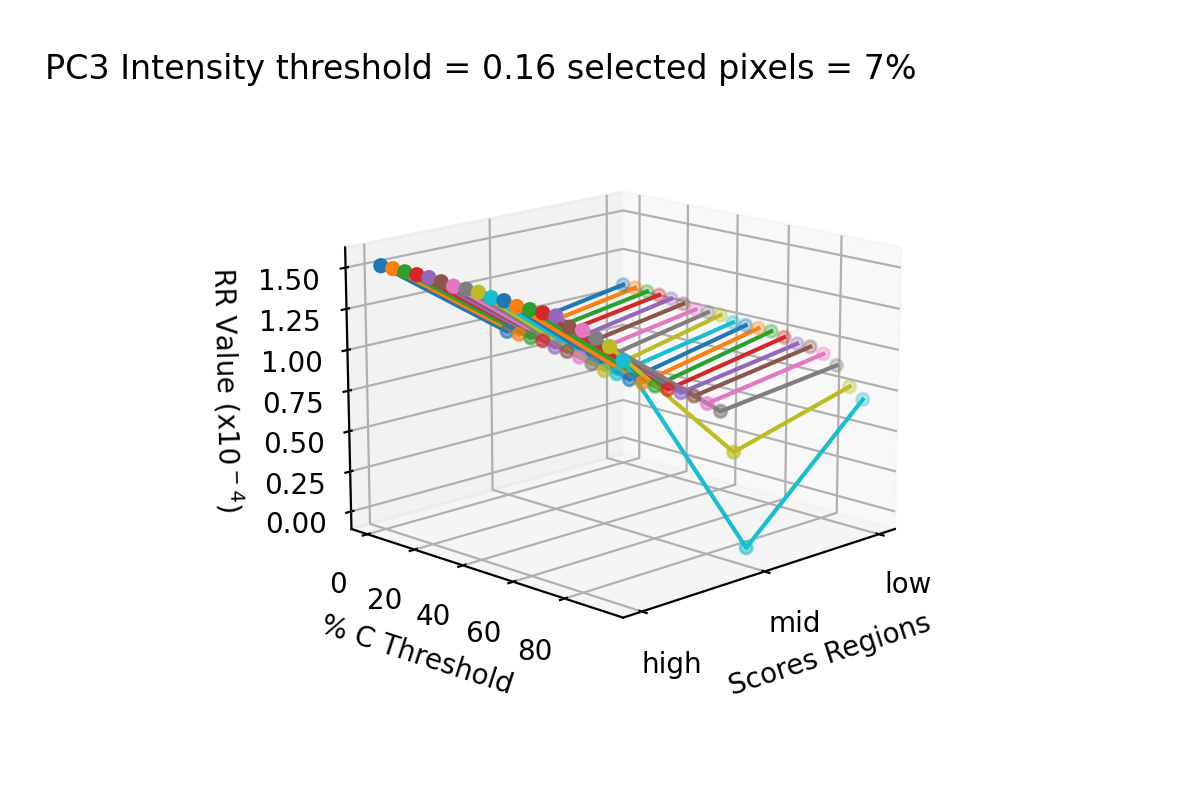 PC3 Intensity threshold = 0.16 selected pixels = 7%
1.50
1.25
1.00
0.75
0.50
0.25
0.00
RR Value (x10⁻⁴)
0
20
40
60
80
% C Threshold
high
mid
low
Scores Regions